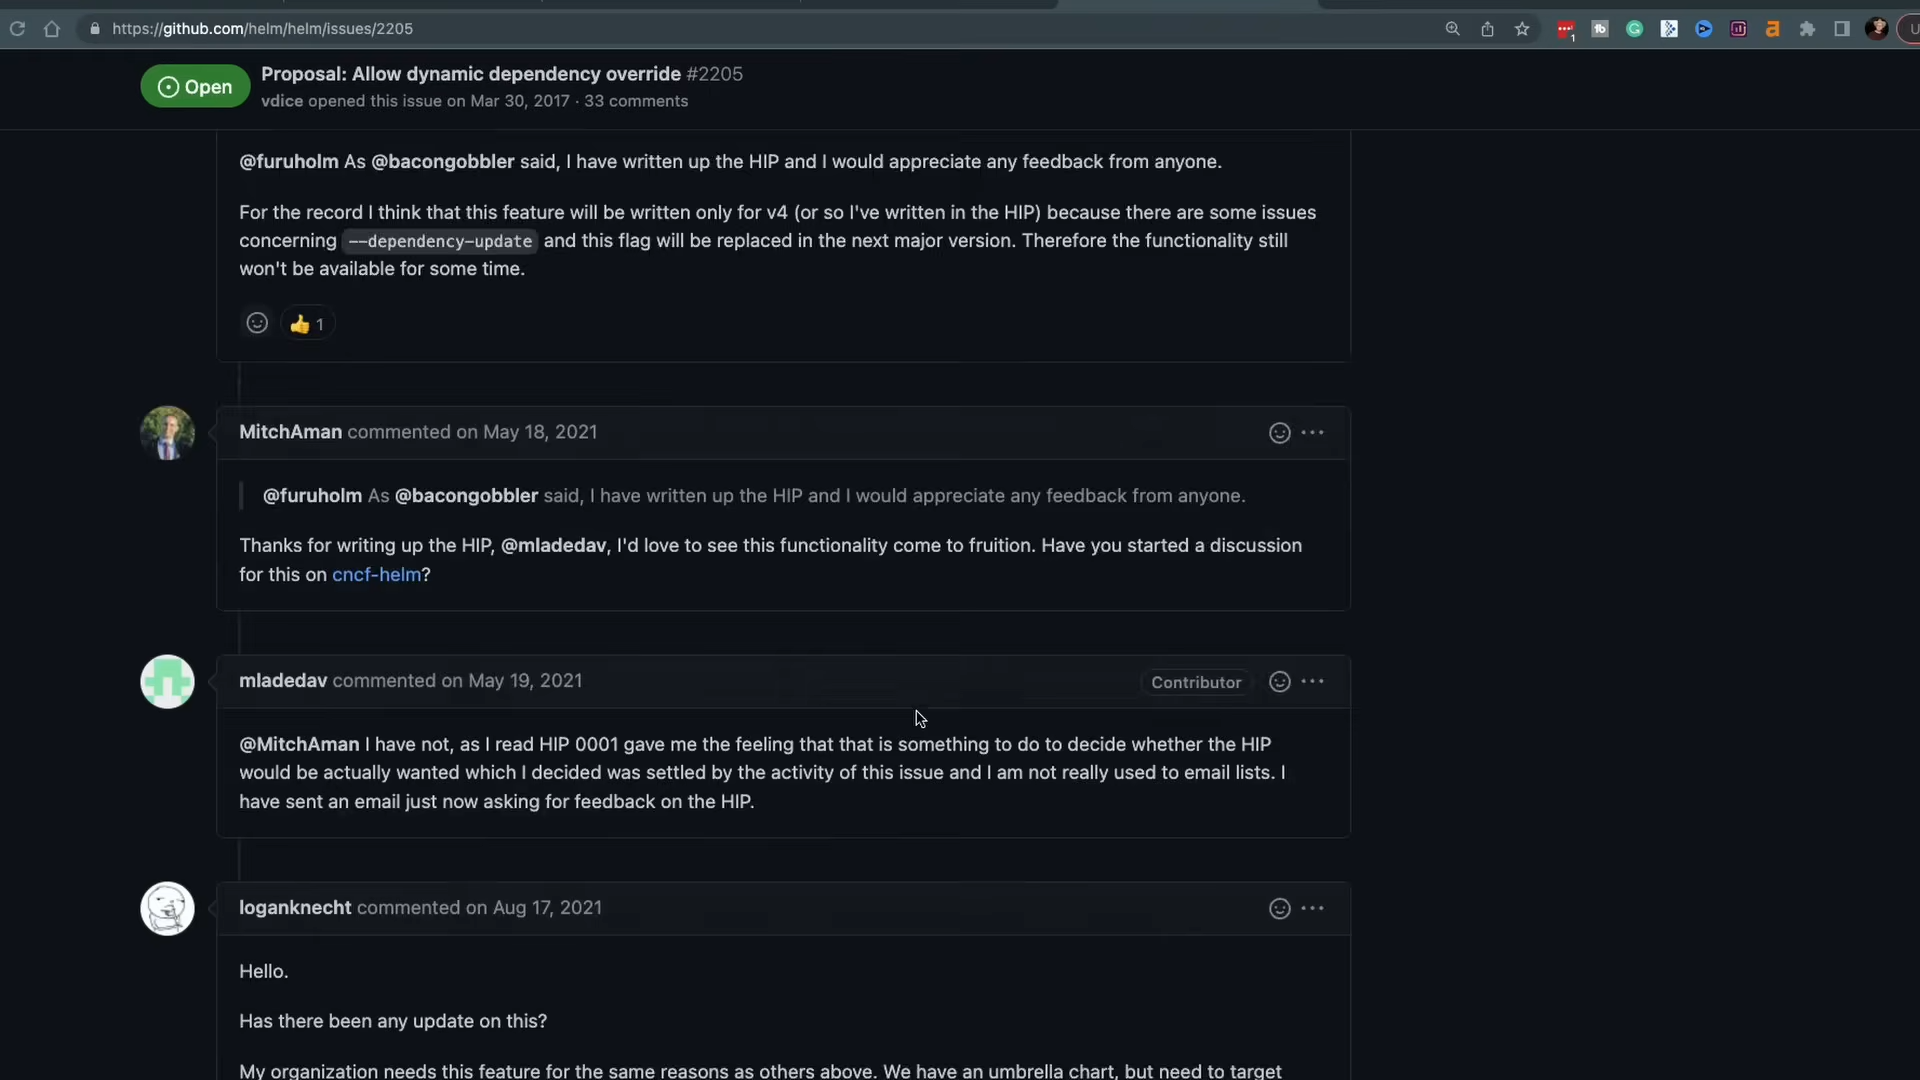 https://github.com/helm/helm/issues/2205
1
Open
Proposal: Allow dynamic dependency override #2205
vdice opened this issue on Mar 30, 2017 · 33 comments
@furuholm As @bacongobbler said, I have written up the HIP and I would appreciate any feedback from anyone.
For the record I think that this feature will be written only for v4 (or so I've written in the HIP) because there are some issues
concerning --dependency-update and this flag will be replaced in the next major version. Therefore the functionality still
won't be available for some time.
👍 1
MitchAman commented on May 18, 2021
@furuholm As @bacongobbler said, I have written up the HIP and I would appreciate any feedback from anyone.
Thanks for writing up the HIP, @mladedav, I'd love to see this functionality come to fruition. Have you started a discussion
for this on cncf-helm?
mladedav commented on May 19, 2021
Contributor
@MitchAman I have not, as I read HIP 0001 gave me the feeling that that is something to do to decide whether the HIP
would be actually wanted which I decided was settled by the activity of this issue and I am not really used to email lists. I
have sent an email just now asking for feedback on the HIP.
loganknecht commented on Aug 17, 2021
Hello.
Has there been any update on this?
My organization needs this feature for the same reasons as others above. We have an umbrella chart, but need to target